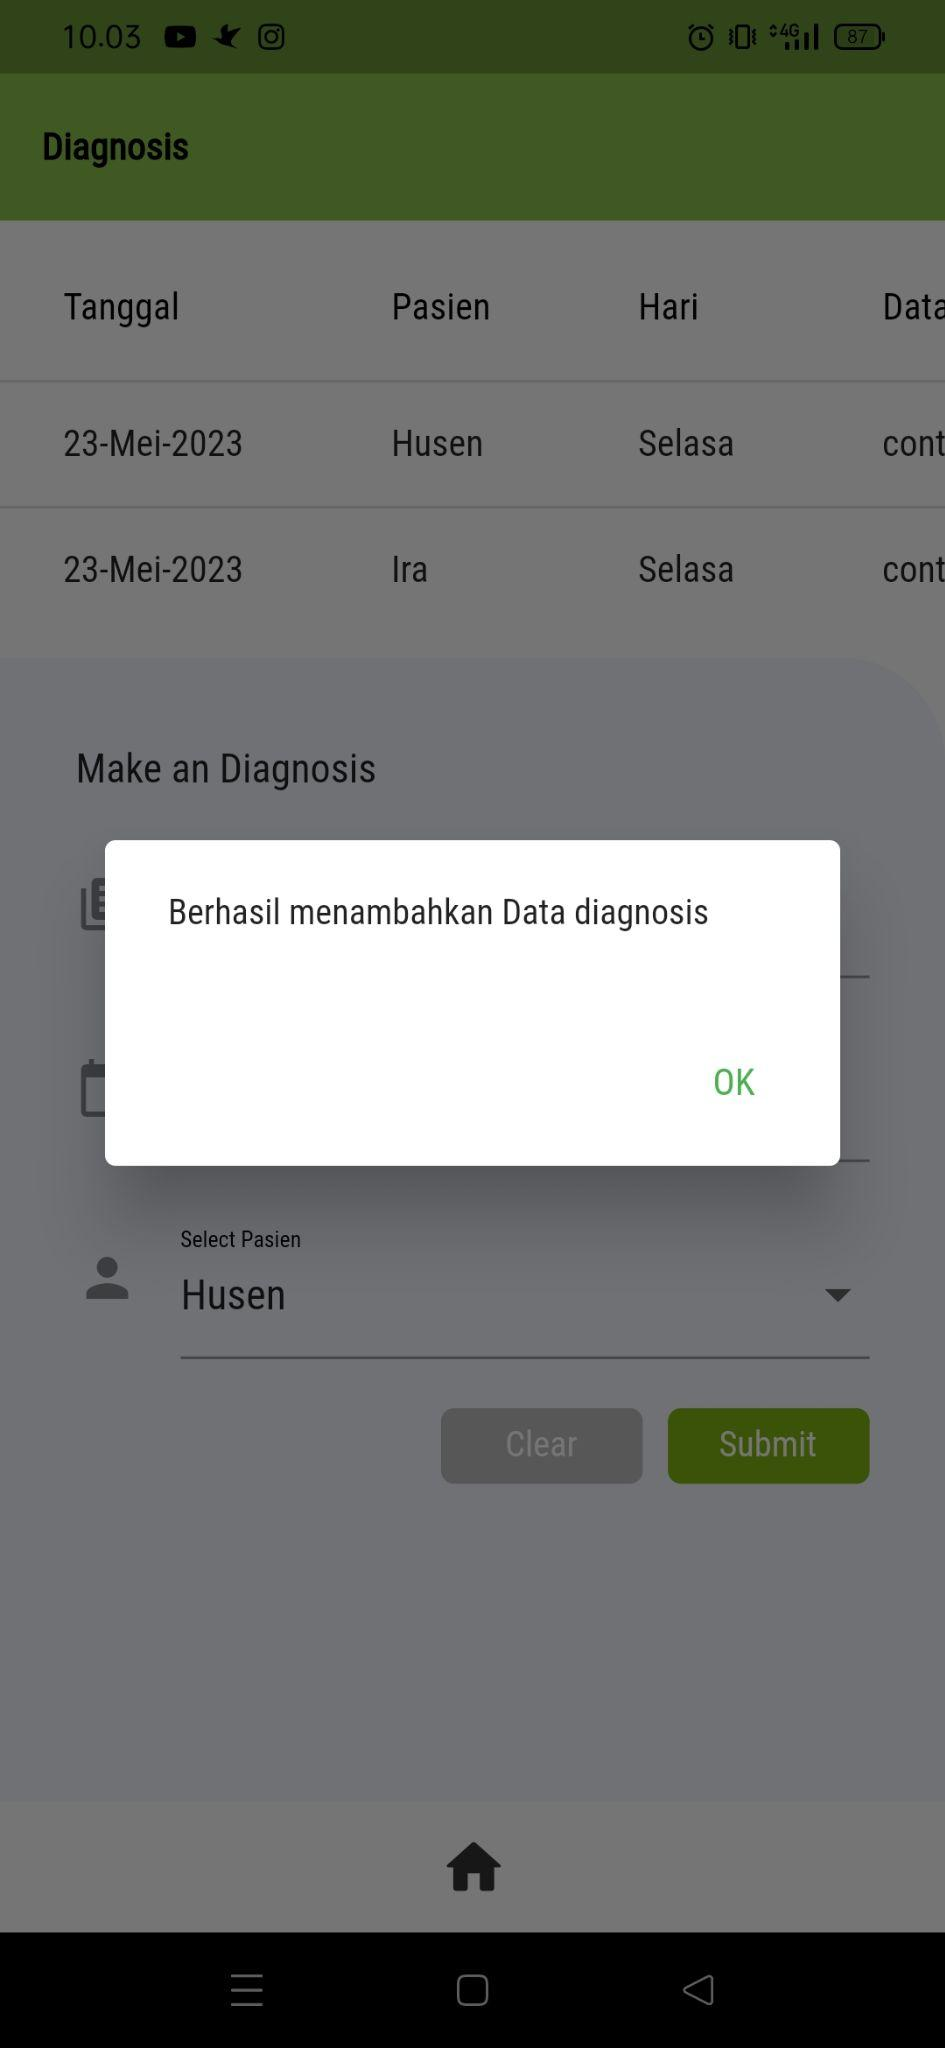 10.03 4G 87
Diagnosis
Tanggal Pasien Hari Data
23-Mei-2023 Husen Selasa cont
23-Mei-2023 Ira Selasa cont
Make an Diagnosis
Berhasil menambahkan Data diagnosis
OK
Select Pasien
Husen
Clear Submit